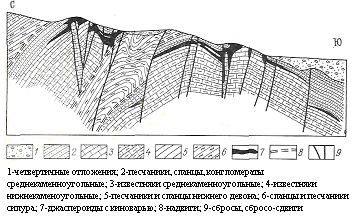 С
Ю
1 2 3 4 5 6 7 8 9
1-четвертичные отложения; 2-песчаники, сланцы, конгломераты
среднекаменноугольные; 3-известняки среднекаменноугольные; 4-известняки
нижнекаменноугольные; 5-песчаники и сланцы нижнего девона; 6-сланцы и песчаники
силура; 7-джаспероиды с киноварью; 8-надвиги; 9-сбросы, сбросо-сдвиги